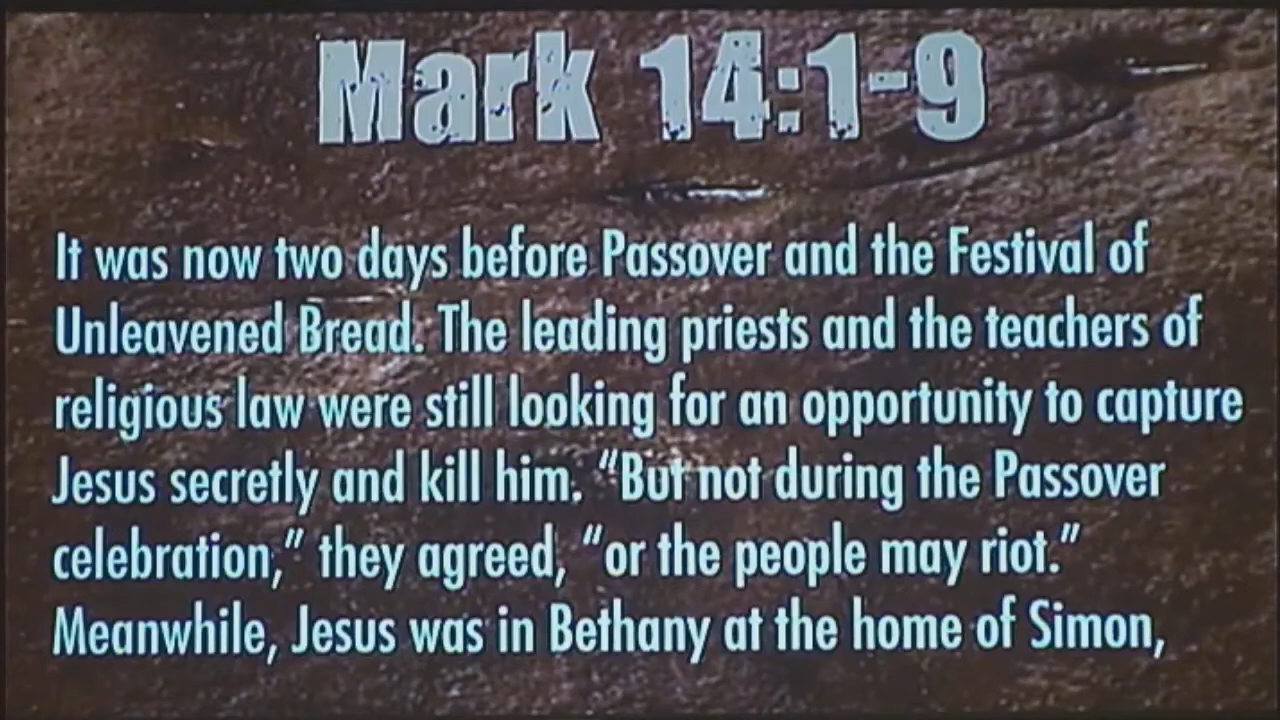 Mark 14:1-9
It was now two days before Passover and the Festival of
Unleavened Bread. The leading priests and the teachers of
religious law were still looking for an opportunity to capture
Jesus secretly and kill him. “But not during the Passover
celebration,” they agreed, “or the people may riot.”
Meanwhile, Jesus was in Bethany at the home of Simon,